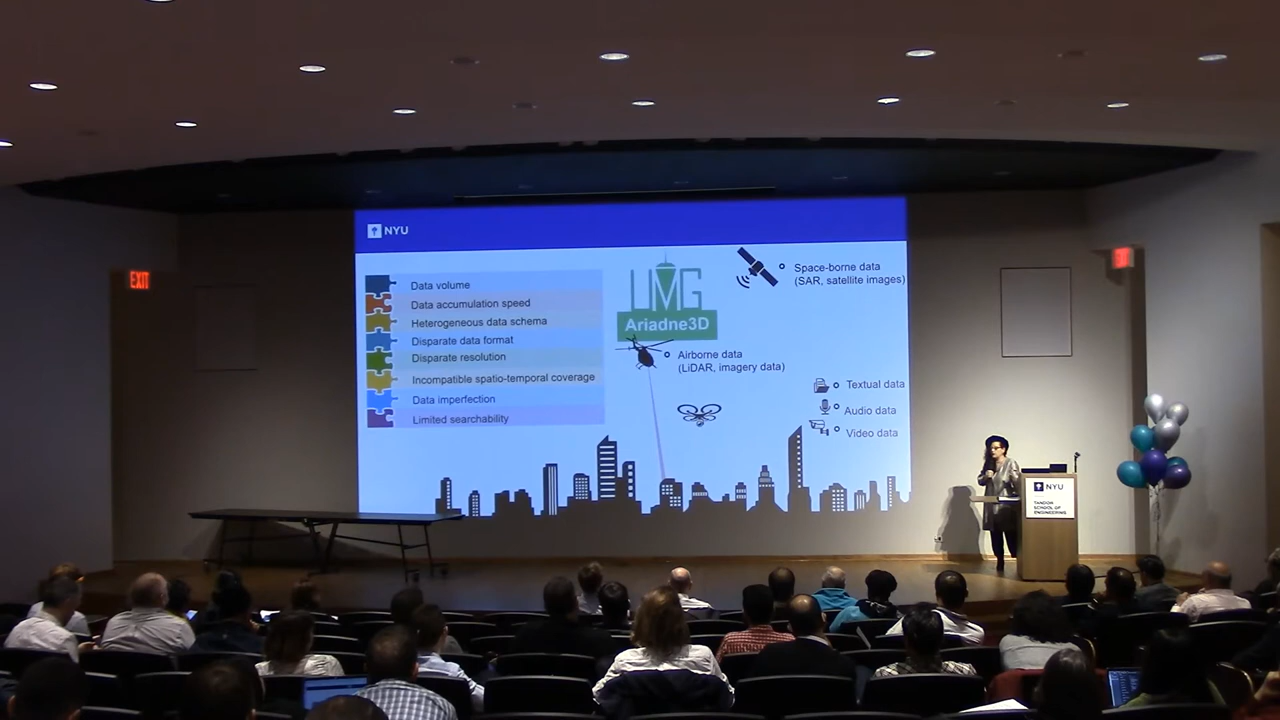 NYU
Data volume
Data accumulation speed
Heterogeneous data schema
Disparate data format
Disparate resolution
Incompatible spatio-temporal coverage
Data imperfection
Limited searchability
UMG
Ariadne3D
Space-borne data
(SAR, satellite images)
Airborne data
(LiDAR, imagery data)
Textual data
Audio data
Video data
EXIT
NYU
TANDON
SCHOOL OF
ENGINEERING